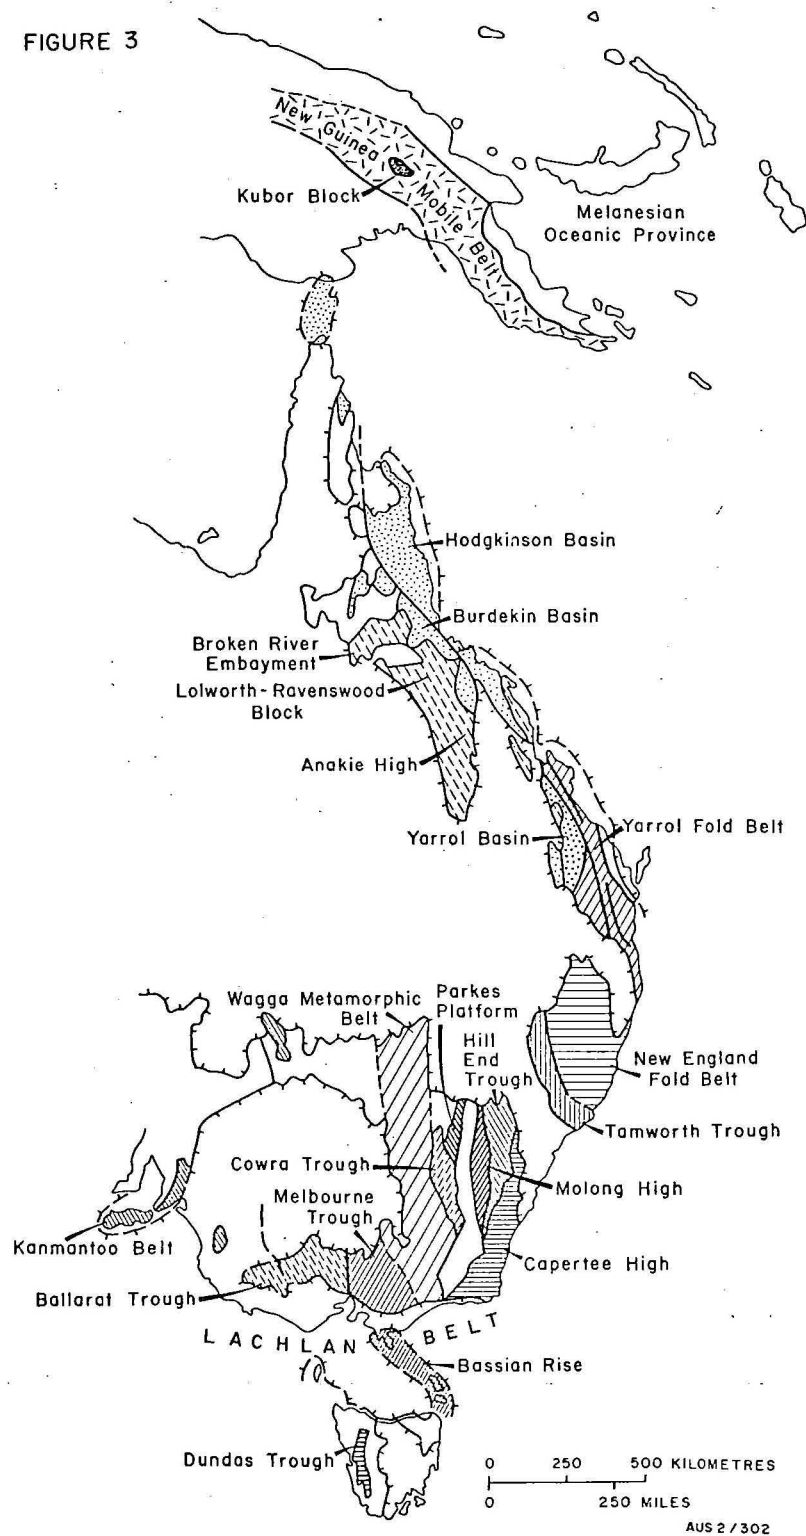 FIGURE 3
New Guinea Mobile Belt
Kubor Block
Melanesian
Oceanic Province
Hodgkinson Basin
Burdekin Basin
Broken River
Embayment
Lolworth-Ravenswood
Block
Anakie High
Yarrol Basin
Yarrol Fold Belt
Wagga Metamorphic
Belt
Parkes
Platform
Hill
End
Trough
New England
Fold Belt
Tamworth Trough
Cowra Trough
Molong High
Melbourne
Trough
Kanmantoo Belt
Capertee High
Ballarat Trough
LACHLAN BELT
Bassian Rise
Dundas Trough
0 250 500 KILOMETRES
0 250 MILES
AUS 2/302